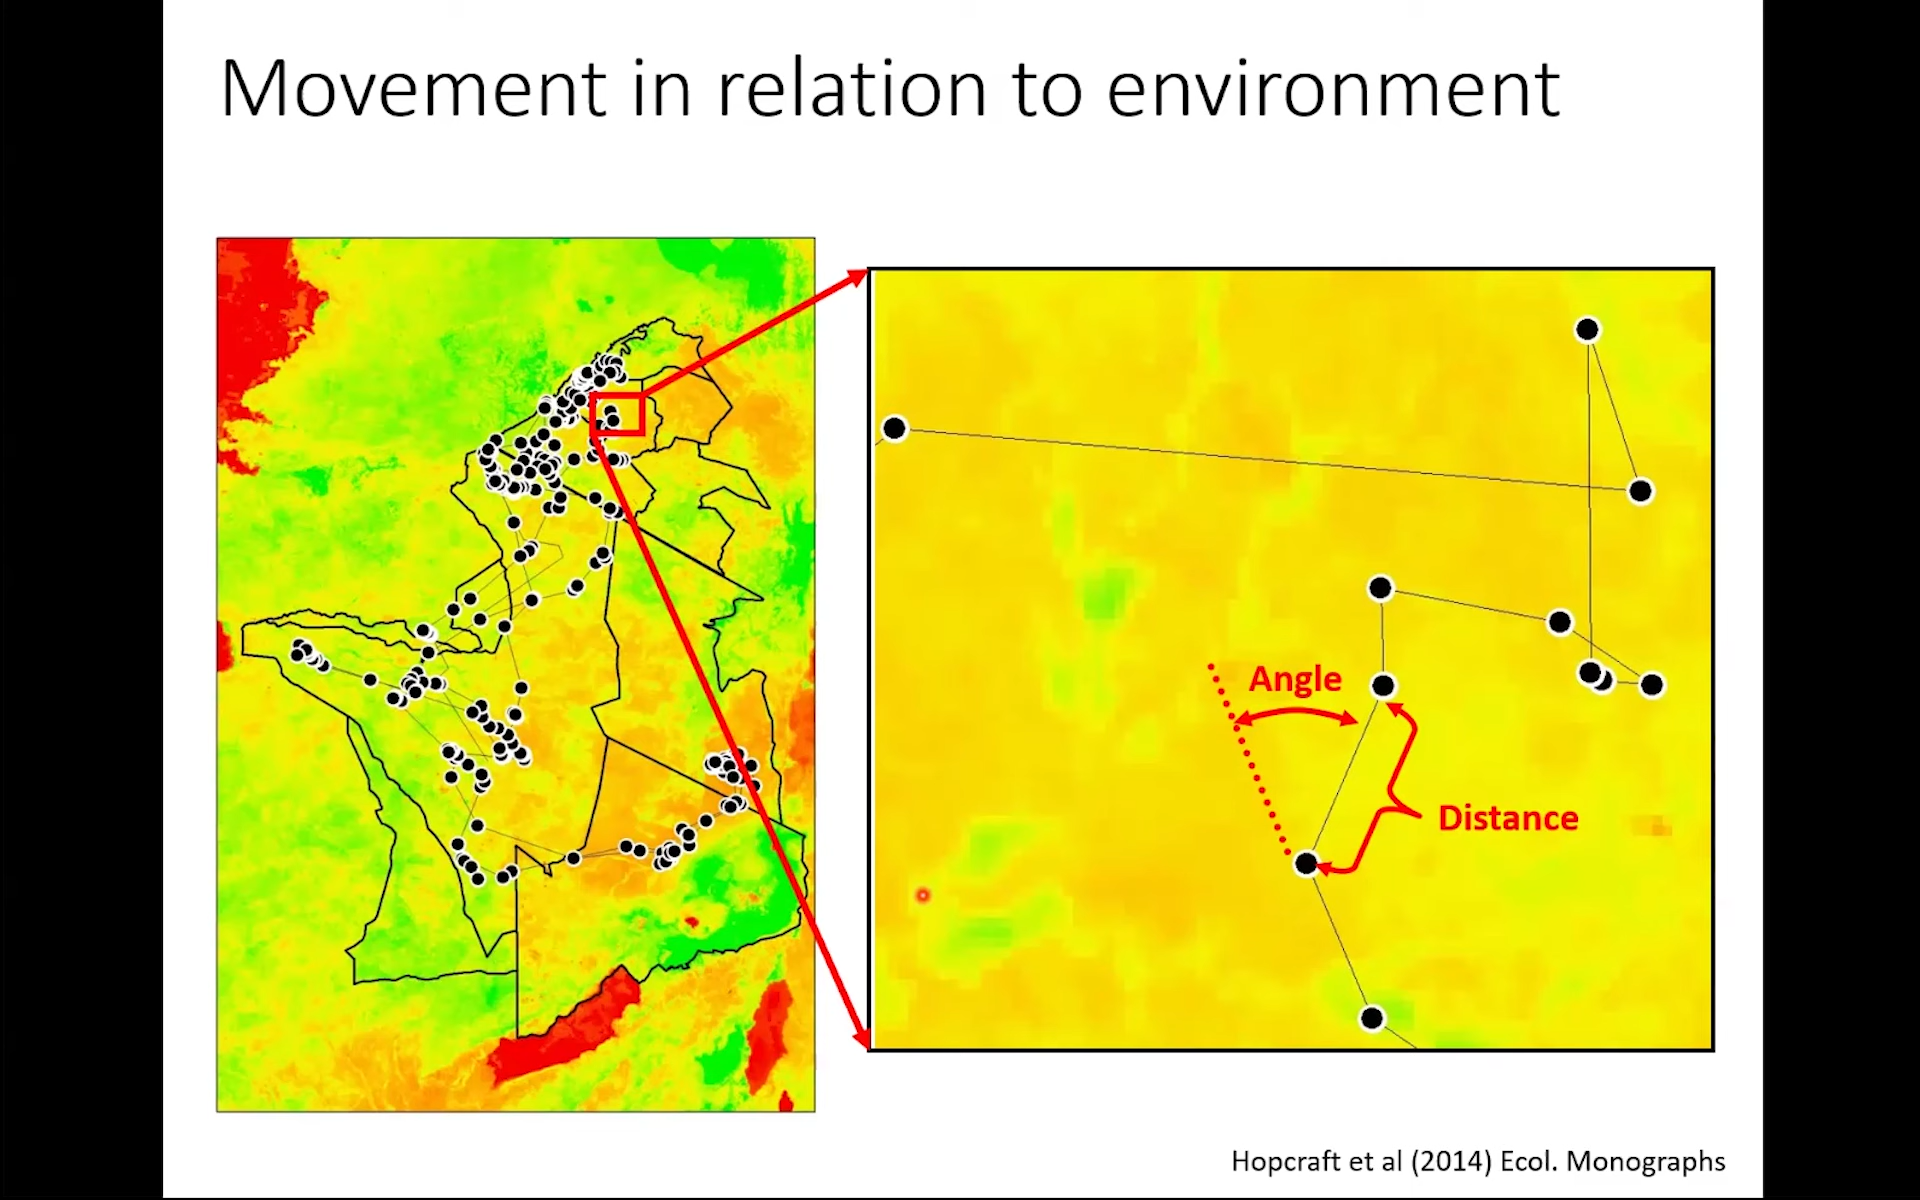 Movement in relation to environment
Angle
Distance
Hopcraft et al (2014) Ecol. Monographs